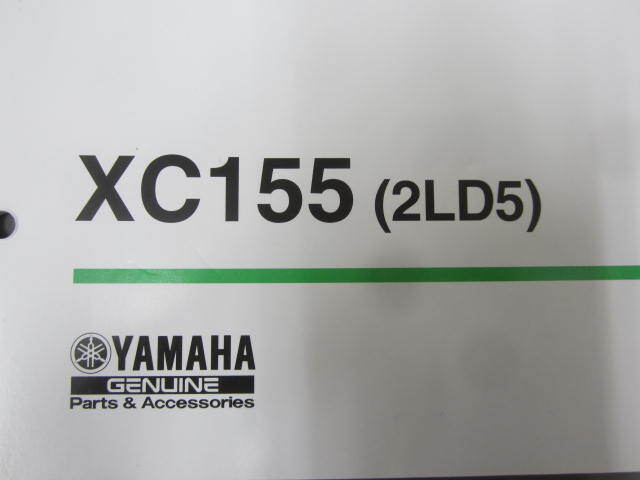 XC155 (2LD5)
YAMAHA
GENUINE
Parts & Accessories